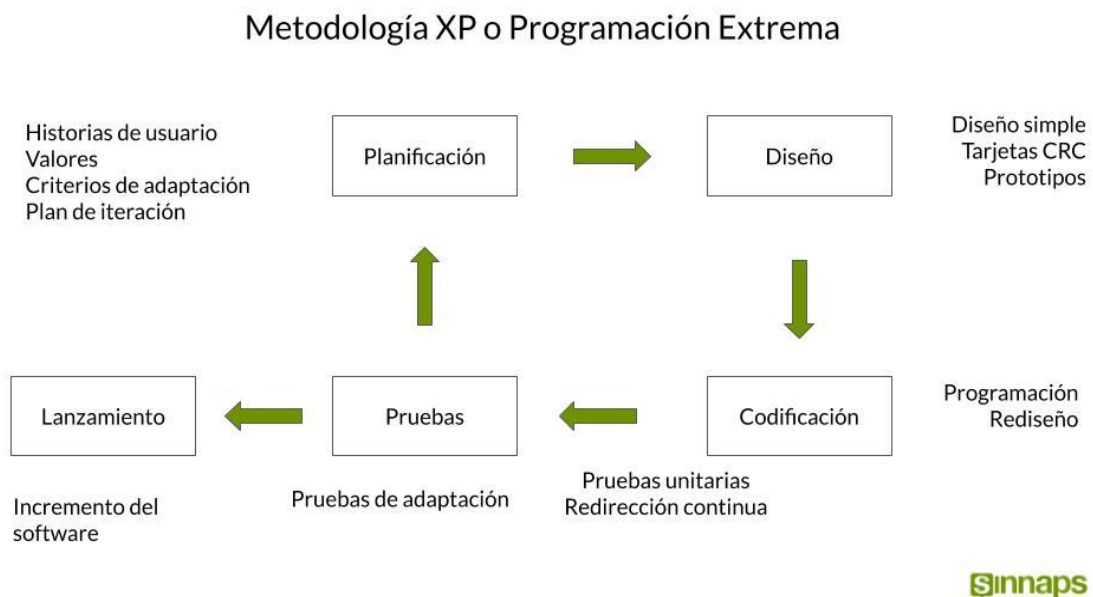 Metodología XP o Programación Extrema
Historias de usuario
Valores
Criterios de adaptación
Plan de iteración
Planificación
Diseño
Diseño simple
Tarjetas CRC
Prototipos
Lanzamiento
Pruebas
Codificación
Programación
Rediseño
Incremento del
software
Pruebas de adaptación
Pruebas unitarias
Redirección continua
sinnaps